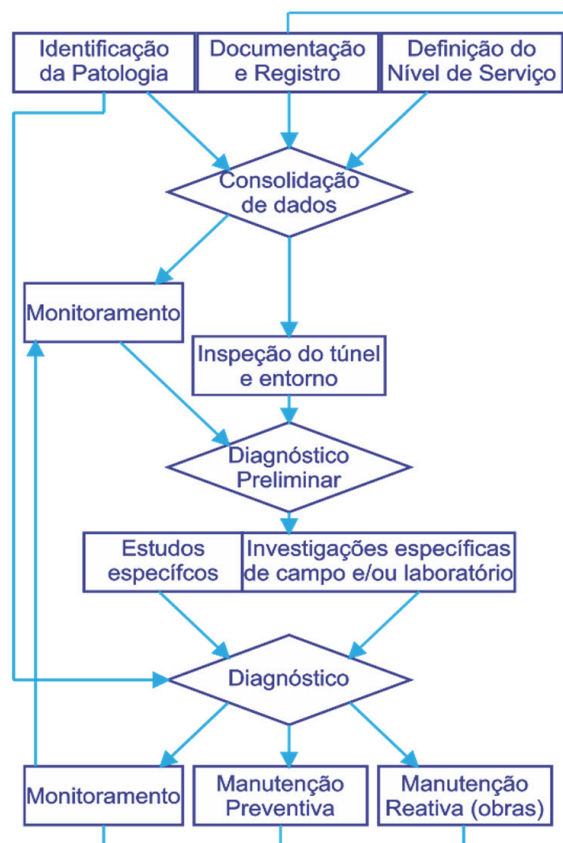 Identificação
da Patologia
Documentação
e Registro
Definição do
Nível de Serviço
Consolidação
de dados
Monitoramento
Inspeção do túnel
e entorno
Diagnóstico
Preliminar
Estudos
específcos
Investigações específicas
de campo e/ou laboratório
Diagnóstico
Monitoramento
Manutenção
Preventiva
Manutenção
Reativa (obras)